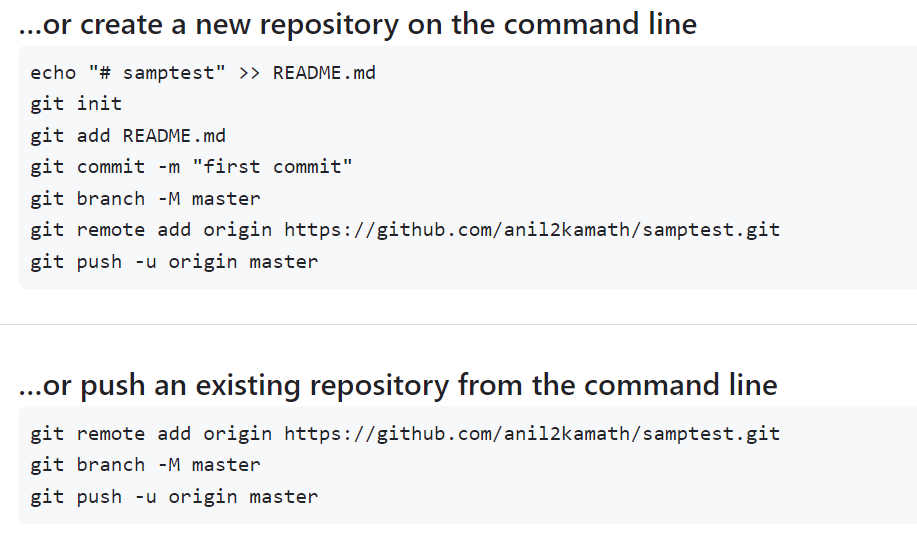 ...or create a new repository on the command line
echo "# samptest" >> README.md
git init
git add README.md
git commit -m "first commit"
git branch -M master
git remote add origin https://github.com/anil2kamath/samptest.git
git push -u origin master
...or push an existing repository from the command line
git remote add origin https://github.com/anil2kamath/samptest.git
git branch -M master
git push -u origin master